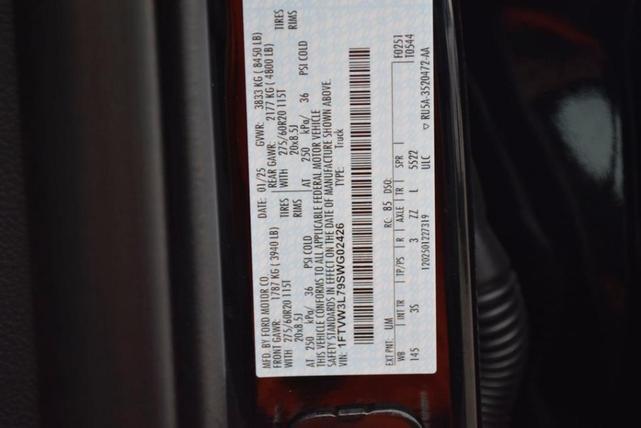 MFD. BY FORD MOTOR CO.
DATE: 01/25 GVWR: 3833 KG ( 8450 LB)
FRONT GAWR: 1787 KG ( 3940 LB) REAR GAWR: 2177 KG ( 4800 LB)
WITH 275/60R20 115T TIRES WITH 275/60R20 115T TIRES
20x8.5J RIMS 20x8.5J RIMS
AT 250 kPa/ 36 PSI COLD AT 250 kPa/ 36 PSI COLD
THIS VEHICLE CONFORMS TO ALL APPLICABLE FEDERAL MOTOR VEHICLE
SAFETY STANDARDS IN EFFECT ON THE DATE OF MANUFACTURE SHOWN ABOVE.
VIN: 1FTVW3L79SWG02426 TYPE: Truck
F0251
T0544
EXT PNT: UM RC: 85 DSO:
WB INT TR TP/PS R AXLE TR SPR
145 3S 3 ZZ L 5522
ULC
1202501227319 ▽ RU5A-3520472-AA